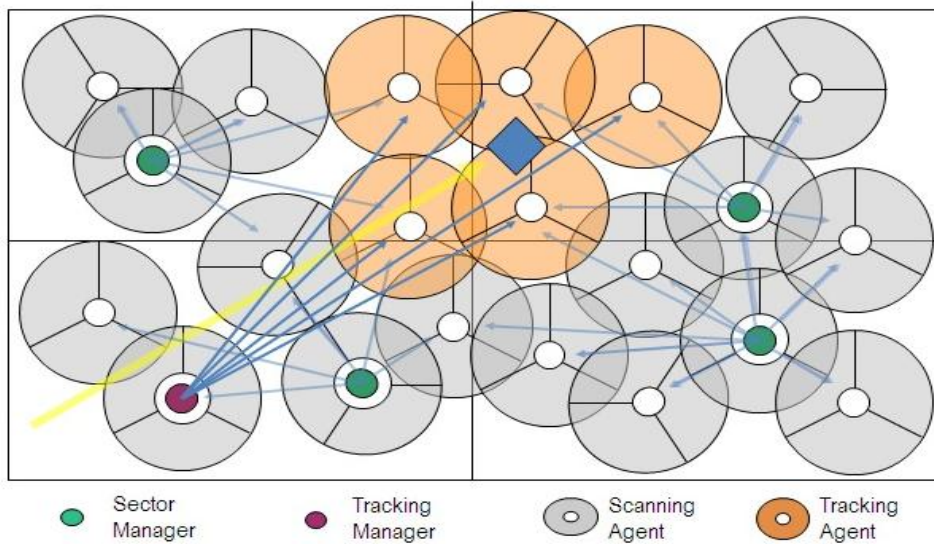 Sector
Manager
Tracking
Manager
Scanning
Agent
Tracking
Agent